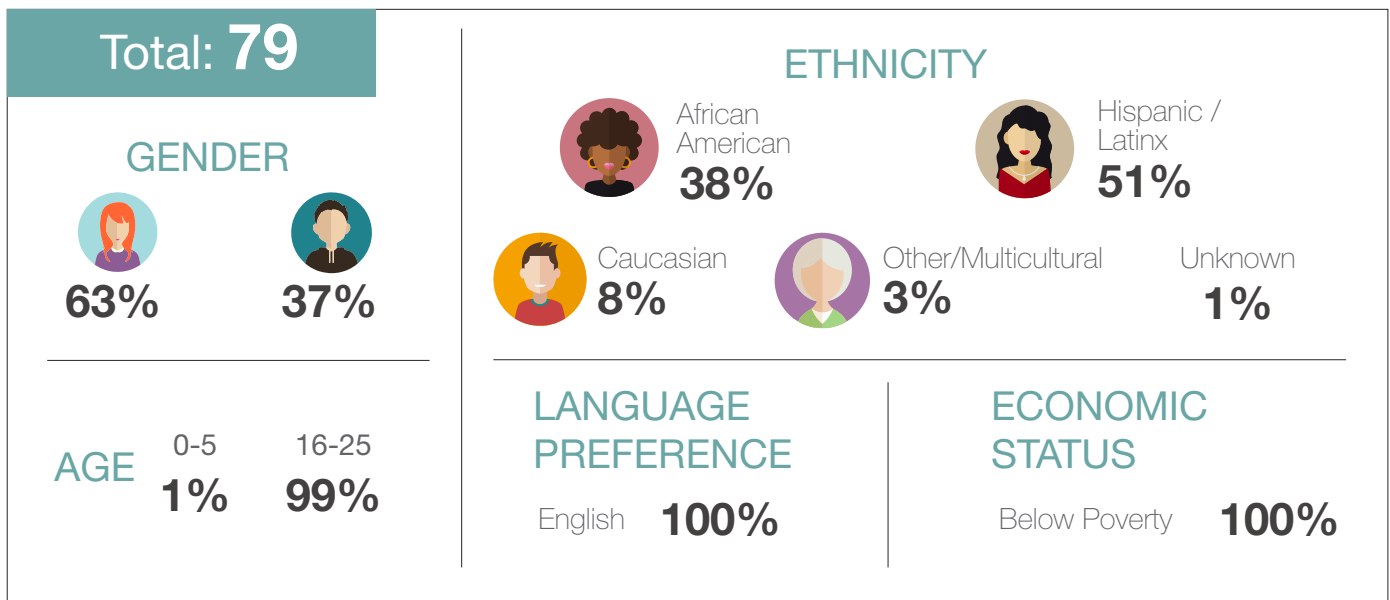 Total: 79
GENDER
63%
37%
AGE
0-5
1%
16-25
99%
ETHNICITY
African
American
38%
Hispanic /
Latinx
51%
Caucasian
8%
Other/Multicultural
3%
Unknown
1%
LANGUAGE
PREFERENCE
English 100%
ECONOMIC
STATUS
Below Poverty 100%